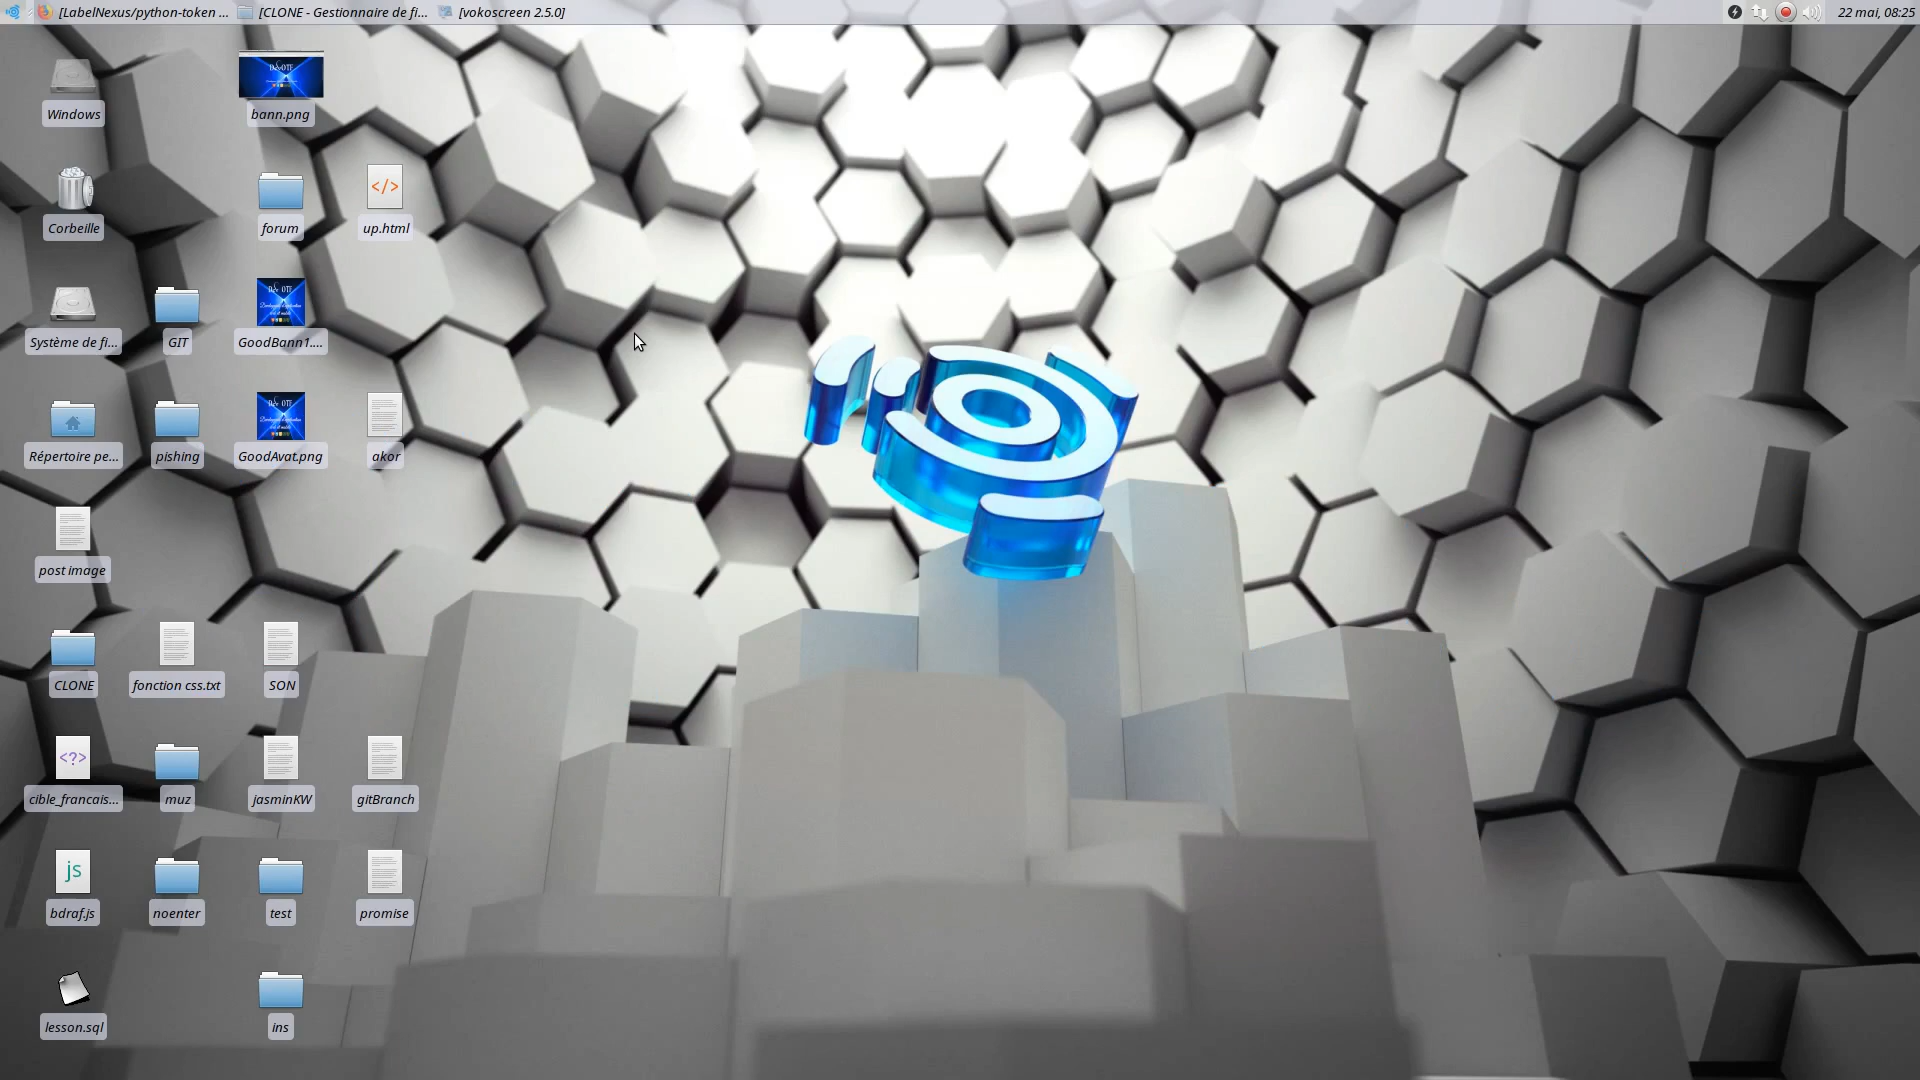 [LabelNexus/python-token ...
[CLONE - Gestionnaire de fi...
[vokoscreen 2.5.0]
22 mai, 08:25
Windows
bann.png
Corbeille
forum
</>
up.html
Système de fi...
GIT
GoodBann1....
Répertoire pe...
pishing
GoodAvat.png
akor
post image
CLONE
fonction css.txt
SON
<?>
cible_francais...
muz
jasminKW
gitBranch
js
bdraf.js
noenter
test
promise
lesson.sql
ins